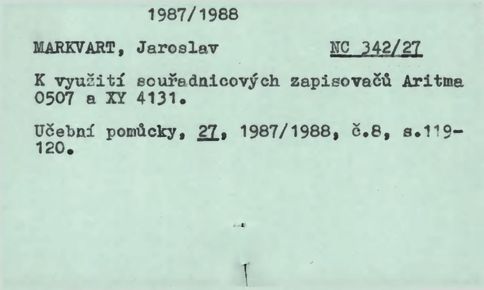 1987/1988
MARKVART, Jaroslav NC 342/27
K využití souřadnicových zapisovačů Aritma
0507 a XY 4131.
Učební pomůcky, 27, 1987/1988, č.8, s.119-
120.